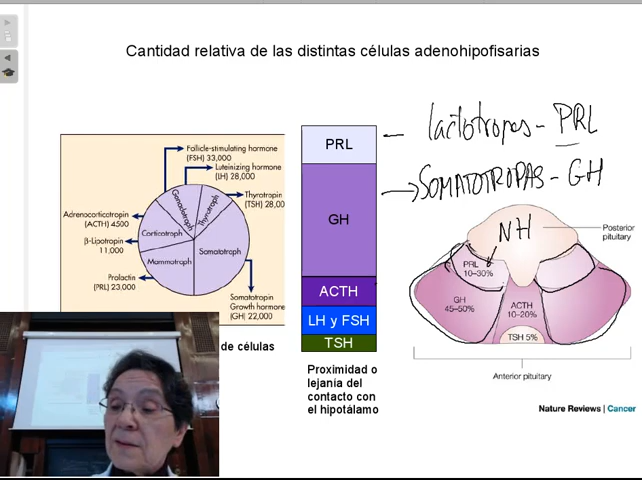 Cantidad relativa de las distintas células adenohipofisarias
Follicle-stimulating hormone
(FSH) 33,000
Luteinizing hormone
(LH) 28,000
Thyrotropin
(TSH) 28,00
Adrenocorticotropin
(ACTH) 4500
β-Lipotropin
11,000
Prolactin
(PRL) 23,000
Somatotropin
Growth hormone
(GH) 22,000
Gonadotroph
Thyrotroph
Corticotroph
Somatotroph
Mammotroph
de células
PRL
GH
ACTH
LH y FSH
TSH
Proximidad o
lejanía del
contacto con
el hipotálamo
lactotropos - PRL
SOMATOTROPAS - GH
NH
Posterior
pituitary
PRL
10–30%
GH
45–50%
ACTH
10–20%
TSH 5%
Anterior pituitary
Nature Reviews | Cancer